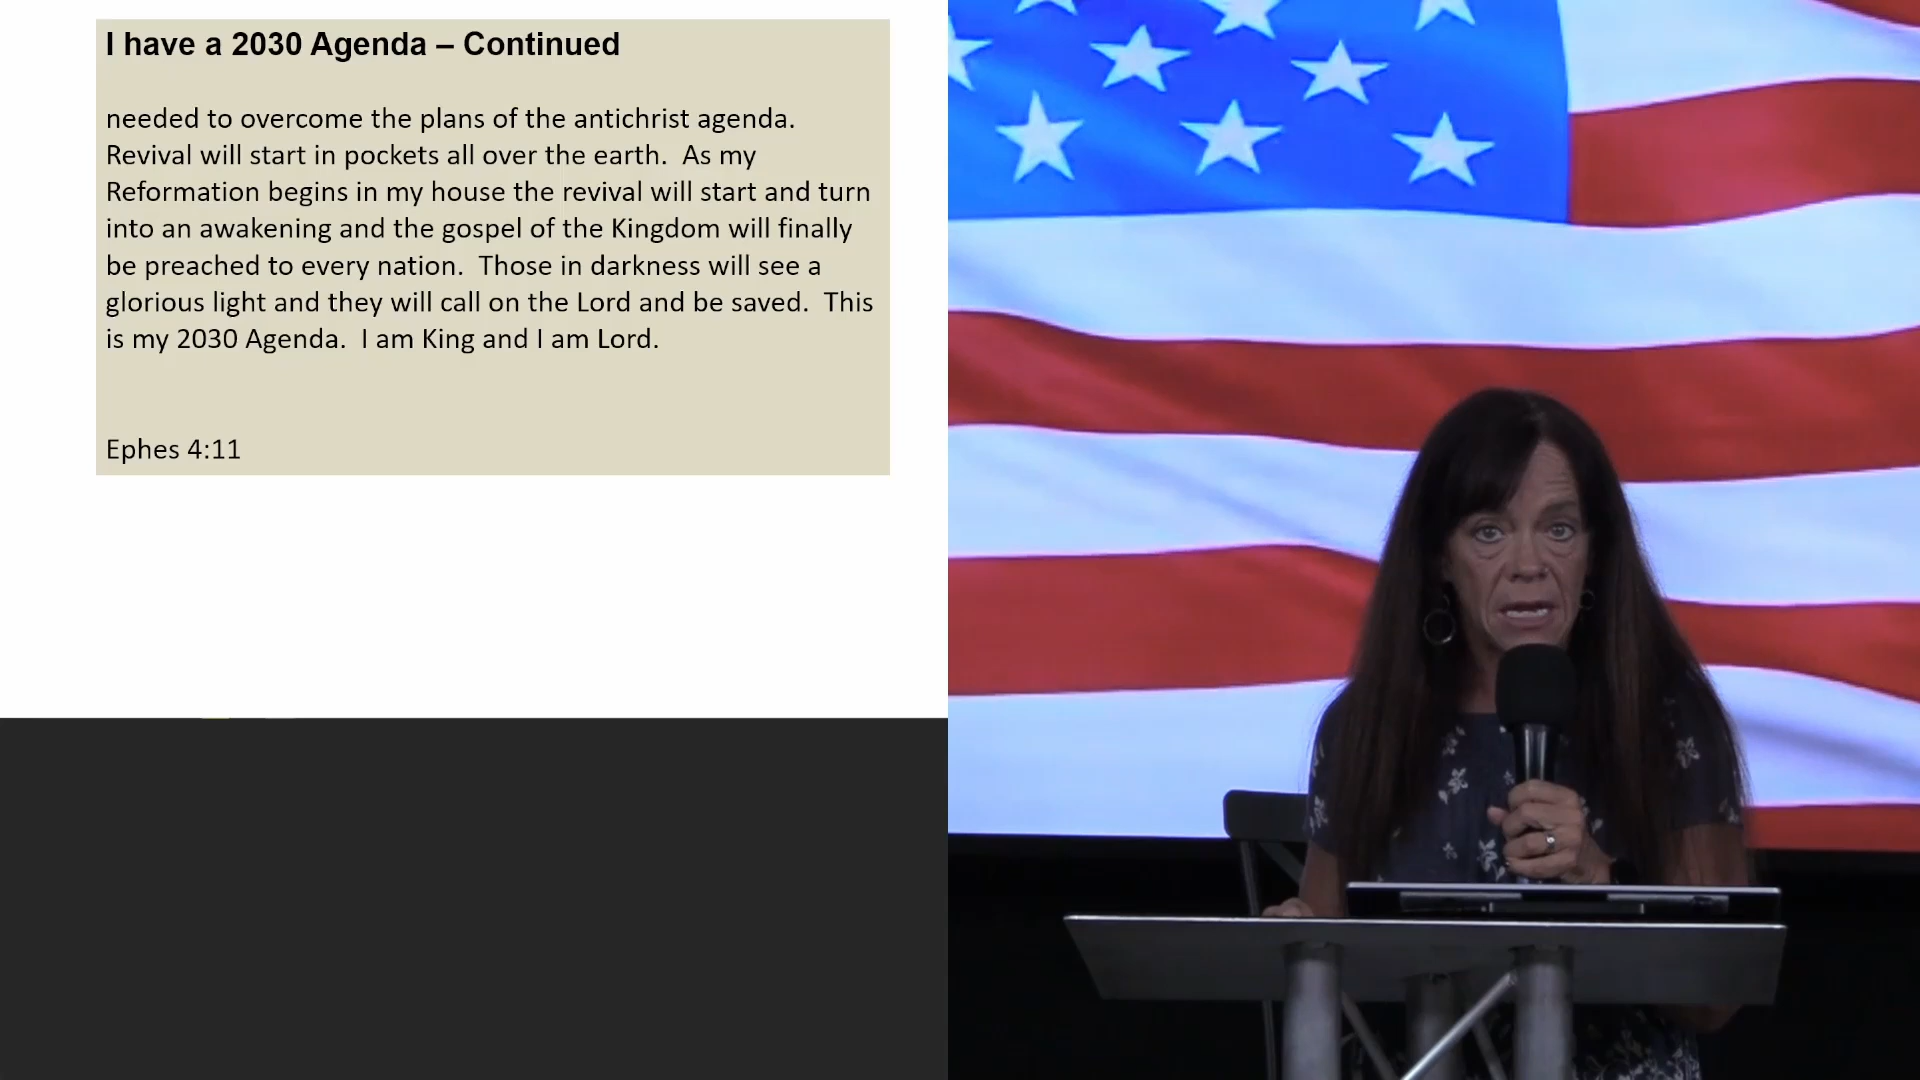 I have a 2030 Agenda – Continued
needed to overcome the plans of the antichrist agenda.
Revival will start in pockets all over the earth.  As my
Reformation begins in my house the revival will start and turn
into an awakening and the gospel of the Kingdom will finally
be preached to every nation.  Those in darkness will see a
glorious light and they will call on the Lord and be saved.  This
is my 2030 Agenda.  I am King and I am Lord.
Ephes 4:11